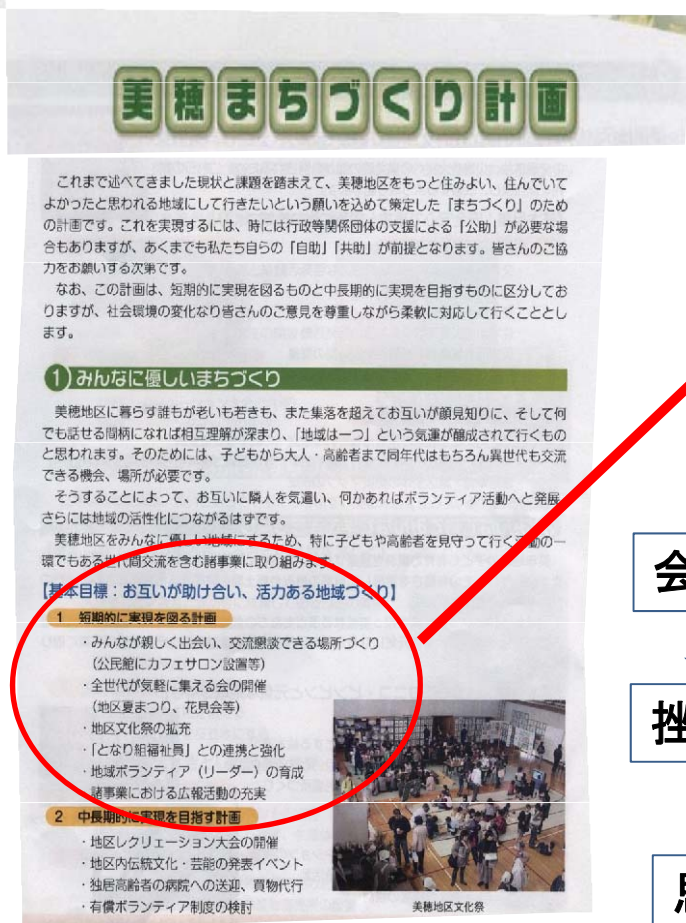 美穂まちづくり計画
これまで述べてきました現状と課題を踏まえて、美穂地区をもっと住みよい、住んでいて
よかったと思われる地域にして行きたいという願いを込めて策定した『まちづくり』のため
の計画です。これを実現するには、時には行政等関係団体の支援による「公助」が必要な場
合もありますが、あくまでも私たち自らの「自助」「共助」が前提となります。皆さんのご協
力をお願いする次第です。
なお、この計画は、短期的に実現を図るものと中長期的に実現を目指すものに区分してお
りますが、社会環境の変化なり皆さんのご意見を尊重しながら柔軟に対応して行くこととし
ます。
1 みんなに優しいまちづくり
美穂地区に暮らす誰もが老いも若きも、また集落を超えてお互いが顔見知りに、そして何
でも話せる間柄になれば相互理解が深まり、「地域は一つ」という気運が醸成されて行くもの
と思われます。そのためには、子どもから大人・高齢者まで同年代はもちろん異世代も交流
できる機会、場所が必要です。
そうすることによって、お互いに隣人を気遣い、何かあればボランティア活動へと発展
さらには地域の活性化につながるはずです。
美穂地区をみんなに優しい地域にするため、特に子どもや高齢者を見守って行く活動の一
環でもある世代間交流を含む諸事業に取り組みます
【基本目標：お互いが助け合い、活力ある地域づくり】
1 短期的に実現を図る計画
・みんなが親しく出会い、交流懇談できる場所づくり
（公民館にカフェサロン設置等）
・全世代が気軽に集える会の開催
（地区夏まつり、花見会等）
・地区文化祭の拡充
・「となり組福祉員」との連携と強化
・地域ボランティア（リーダー）の育成
諸事業における広報活動の充実
2 中長期的に実現を目指す計画
・地区レクリエーション大会の開催
・地区内伝統文化・芸能の発表イベント
・独居高齢者の病院への送迎、買物代行
・有償ボランティア制度の検討
美穂地区文化祭
会
挫